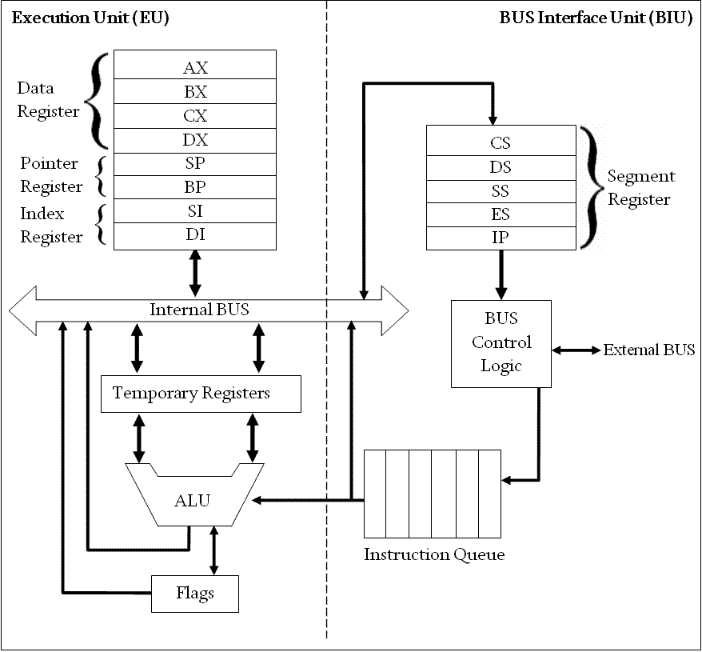 Execution Unit (EU)
BUS Interface Unit (BIU)
Data
Register
AX
BX
CX
DX
Pointer
Register
SP
BP
Index
Register
SI
DI
CS
DS
SS
ES
IP
Segment
Register
Internal BUS
BUS
Control
Logic
External BUS
Temporary Registers
ALU
Instruction Queue
Flags